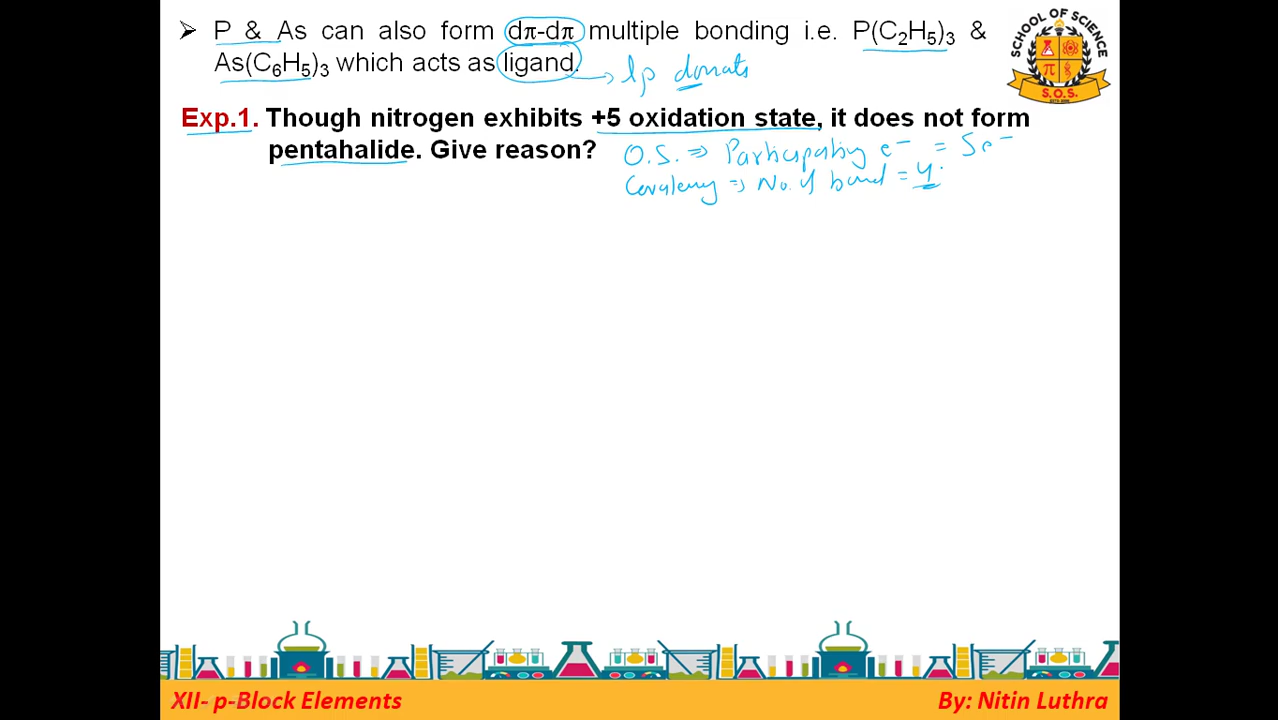 ➢ P & As can also form dπ-dπ multiple bonding i.e. P(C₂H₅)₃ &
As(C₆H₅)₃ which acts as ligand.
lp donate
Exp.1. Though nitrogen exhibits +5 oxidation state, it does not form
pentahalide. Give reason?
O.S. ⇒ Participating e⁻ = 5e⁻
Covalency ⇒ No. of bond = 4.
SCHOOL OF SCIENCE
π
S.O.S.
XII- p-Block Elements
By: Nitin Luthra